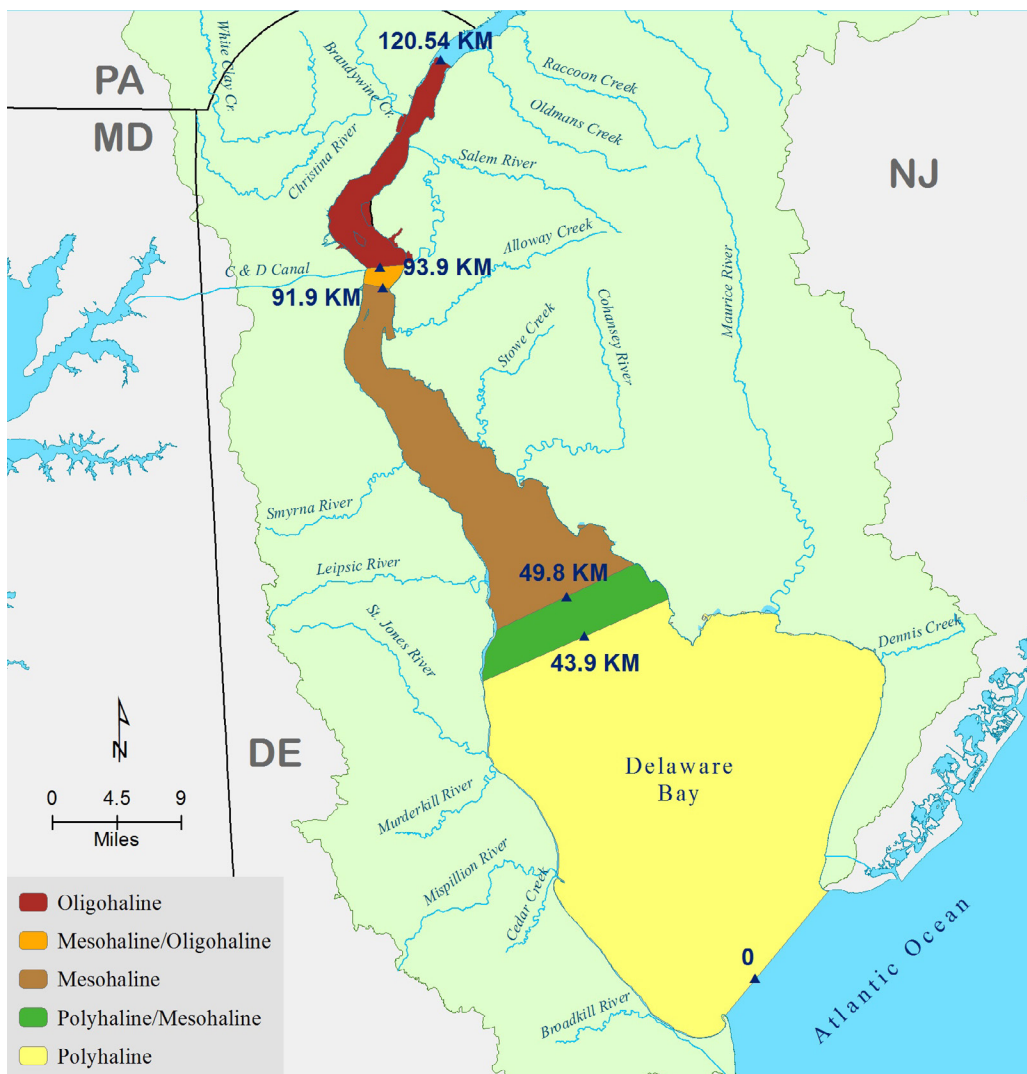 120.54 KM
White Clay Cr.
Brandywine Cr.
Raccoon Creek
PA
Oldmans Creek
MD
Christina River
Salem River
NJ
Alloway Creek
C & D Canal
93.9 KM
91.9 KM
Maurice River
Stowe Creek
Cohansey River
Smyrna River
Leipsic River
49.8 KM
St. Jones River
Dennis Creek
43.9 KM
N
DE
Delaware
Bay
0 4.5 9
Miles
Murderkill River
Mispillion River
Cedar Creek
Atlantic Ocean
0
Broadkill River
Oligohaline
Mesohaline/Oligohaline
Mesohaline
Polyhaline/Mesohaline
Polyhaline